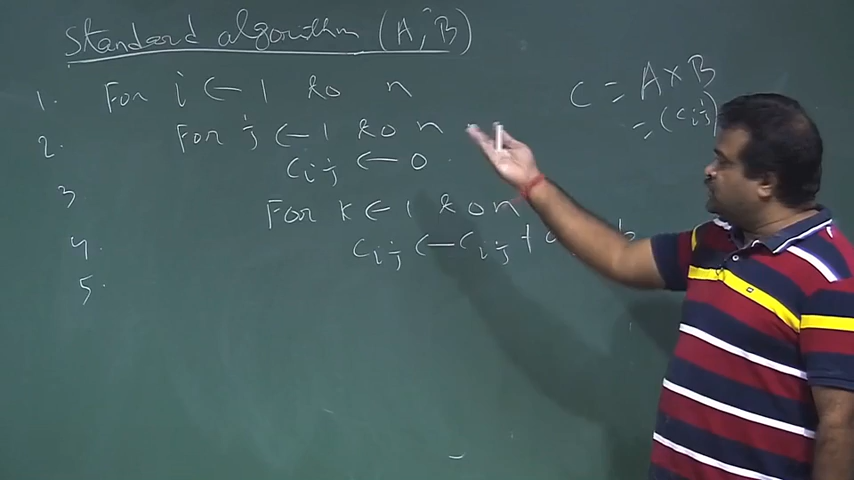 Standard algorithm (A, B)
1. For i ← 1 to n
2. For j ← 1 to n
3 cij ← 0
4. For k ← 1 to n
5. cij ← cij +
C = A × B
= (cij)